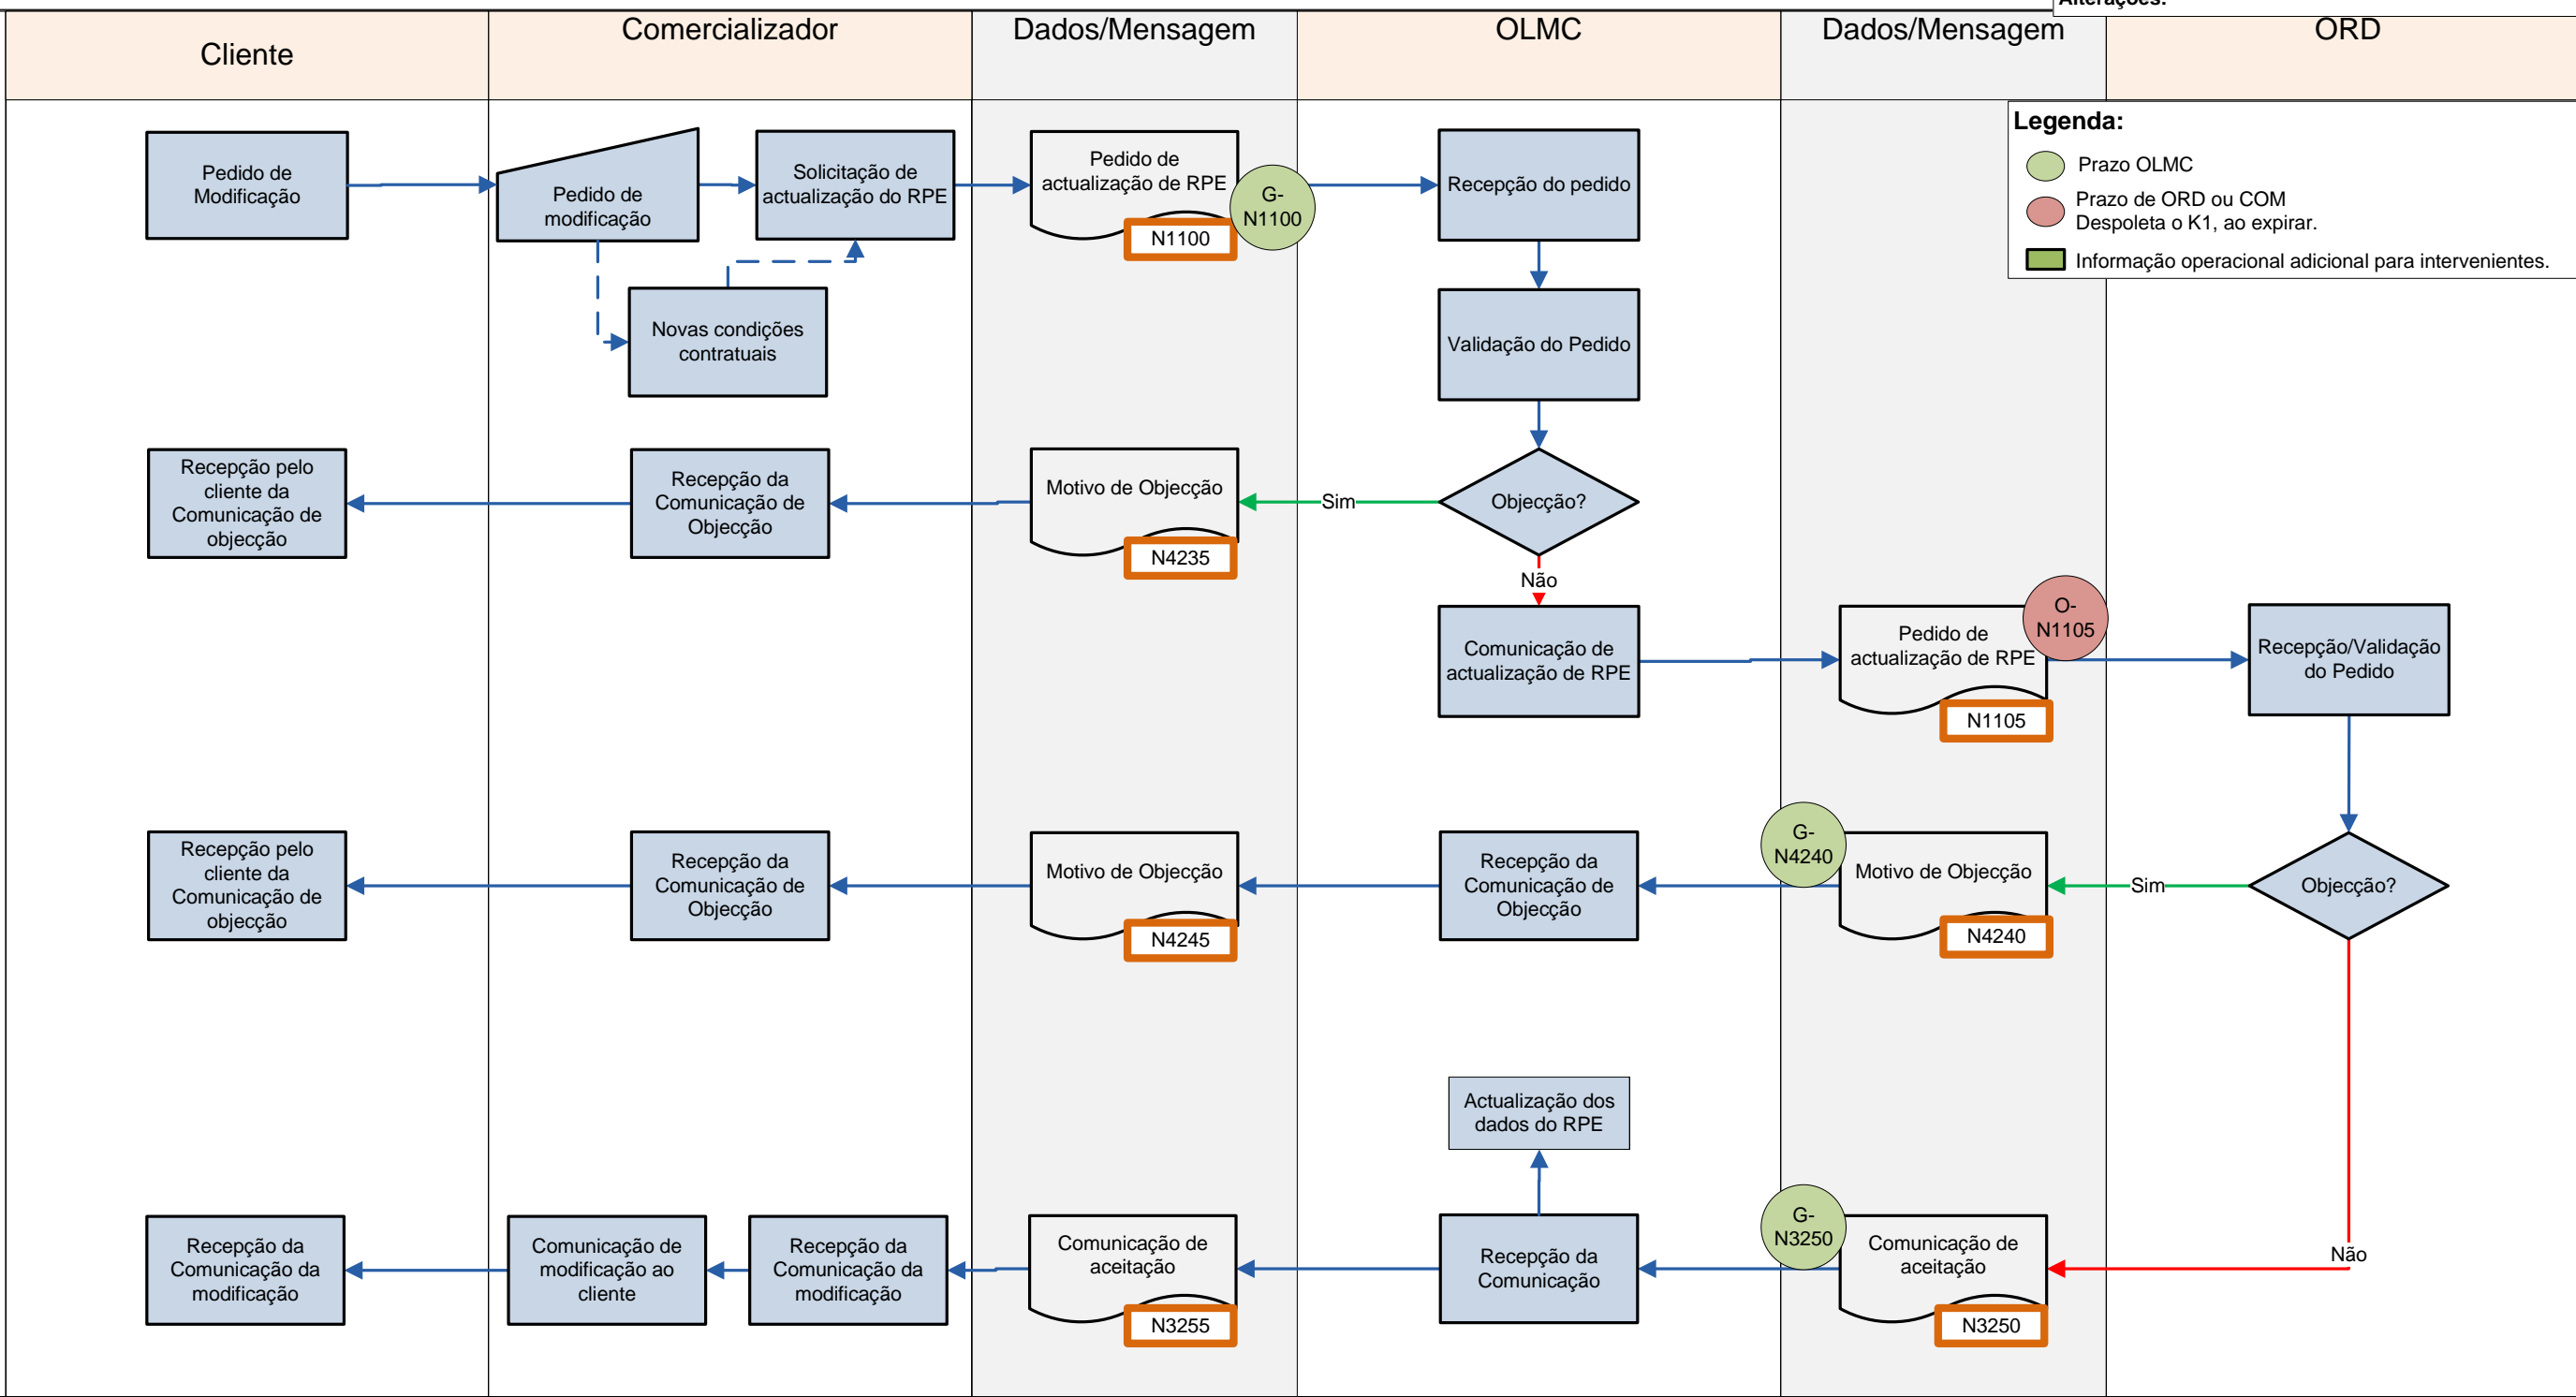 Alterações:
Cliente
Comercializador
Dados/Mensagem
OLMC
Dados/Mensagem
ORD
Legenda:
Prazo OLMC
Prazo de ORD ou COM
Despoleta o K1, ao expirar.
Informação operacional adicional para intervenientes.
Pedido de
Modificação
Pedido de
modificação
Solicitação de
actualização do RPE
Pedido de
actualização de RPE
N1100
G-
N1100
Recepção do pedido
Novas condições
contratuais
Validação do Pedido
Recepção pelo
cliente da
Comunicação de
objecção
Recepção da
Comunicação de
Objecção
Motivo de Objecção
N4235
Sim
Objecção?
Não
Comunicação de
actualização de RPE
Pedido de
actualização de RPE
N1105
O-
N1105
Recepção/Validação
do Pedido
Recepção pelo
cliente da
Comunicação de
objecção
Recepção da
Comunicação de
Objecção
Motivo de Objecção
N4245
Recepção da
Comunicação de
Objecção
G-
N4240
Motivo de Objecção
N4240
Sim
Objecção?
Actualização dos
dados do RPE
Recepção da
Comunicação da
modificação
Comunicação de
modificação ao
cliente
Recepção da
Comunicação da
modificação
Comunicação de
aceitação
N3255
Recepção da
Comunicação
G-
N3250
Comunicação de
aceitação
N3250
Não